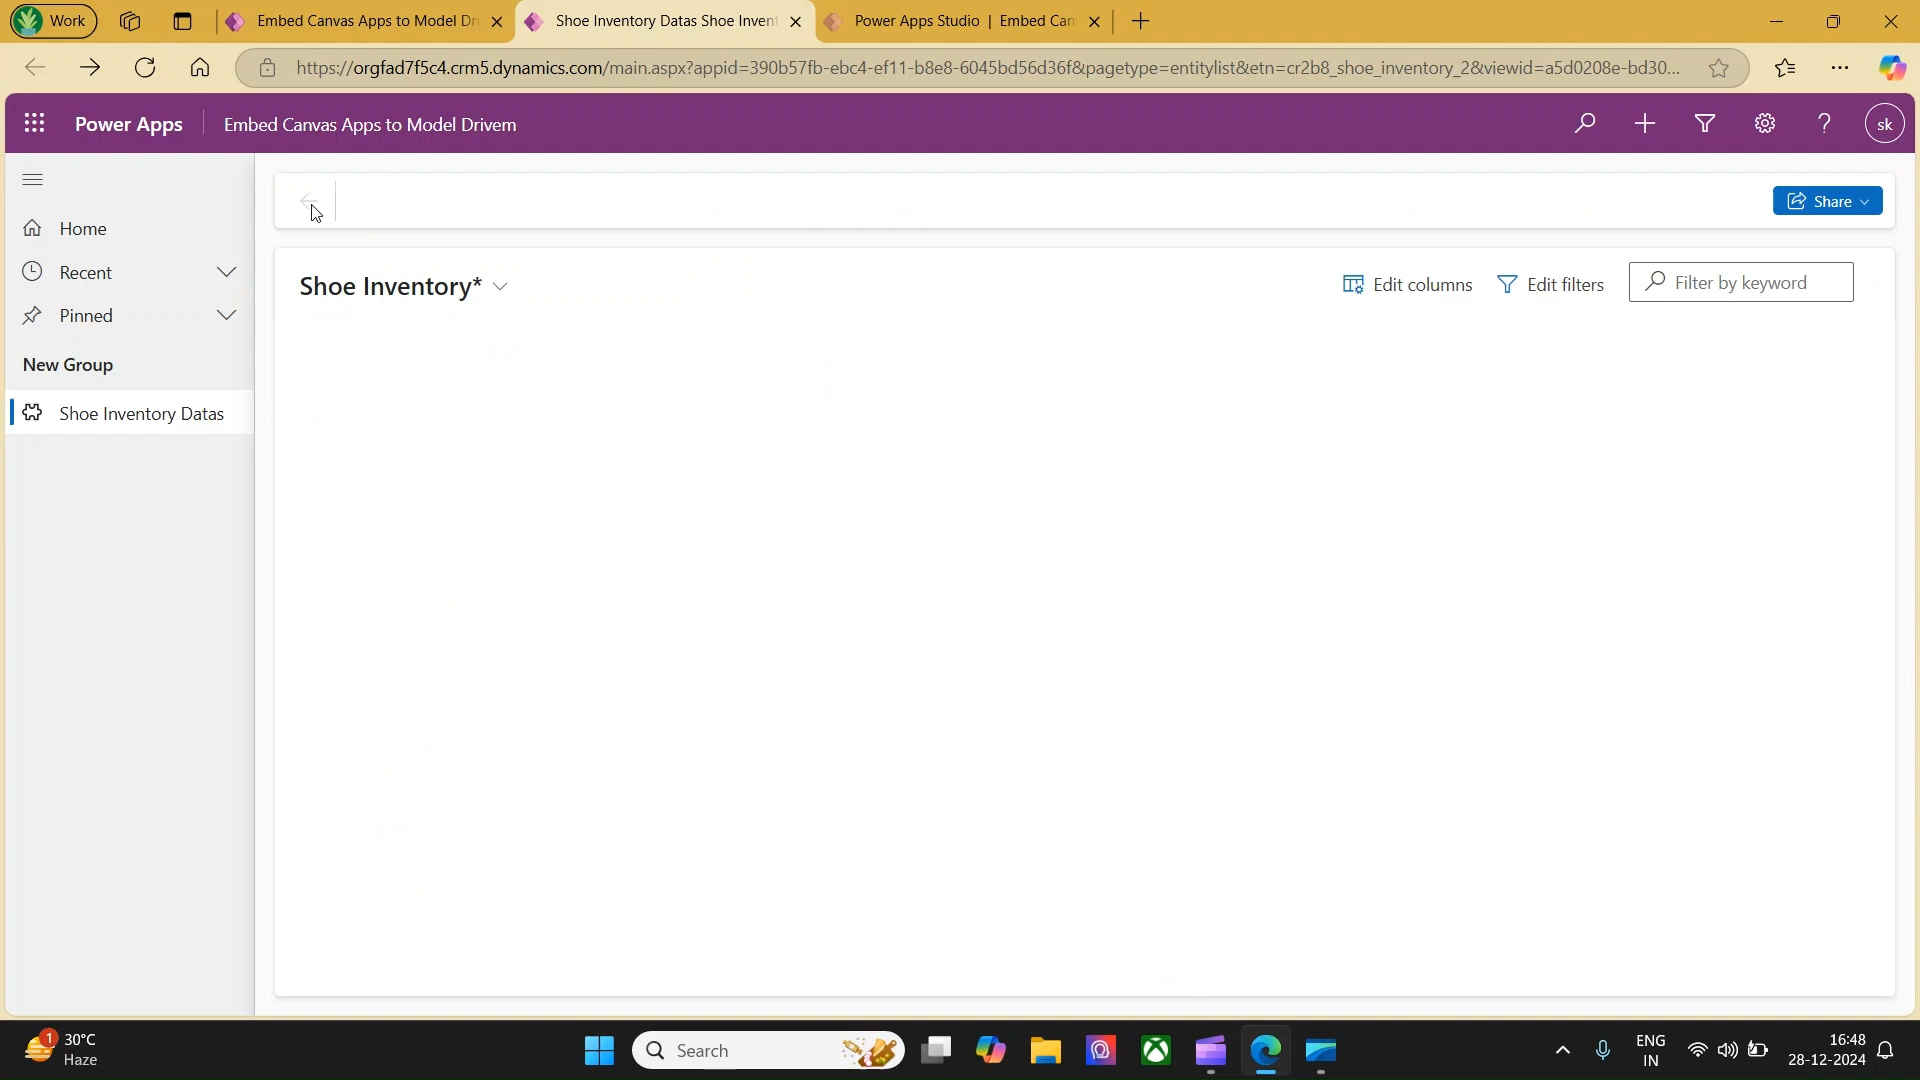 Work
Embed Canvas Apps to Model Dri
Shoe Inventory Datas Shoe Invent
Power Apps Studio | Embed Can
https://orgfad7f5c4.crm5.dynamics.com/main.aspx?appid=390b57fb-ebc4-ef11-b8e8-6045bd56d36f&pagetype=entitylist&etn=cr2b8_shoe_inventory_2&viewid=a5d0208e-bd30...
Power Apps
Embed Canvas Apps to Model Drivem
sk
Share
Home
Recent
Pinned
New Group
Shoe Inventory Datas
Shoe Inventory*
Edit columns
Edit filters
Filter by keyword
1
30°C
Haze
Search
ENG
IN
16:48
28-12-2024